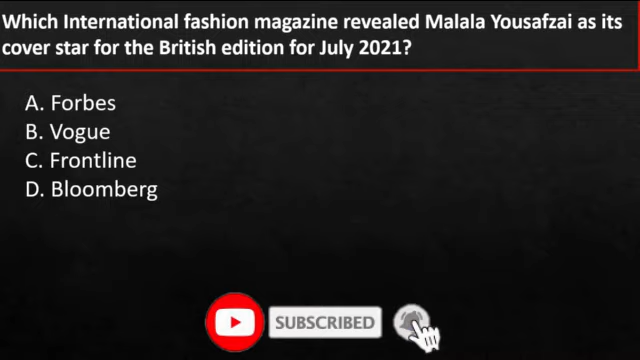 Which International fashion magazine revealed Malala Yousafzai as its
cover star for the British edition for July 2021?
A. Forbes
B. Vogue
C. Frontline
D. Bloomberg
SUBSCRIBED